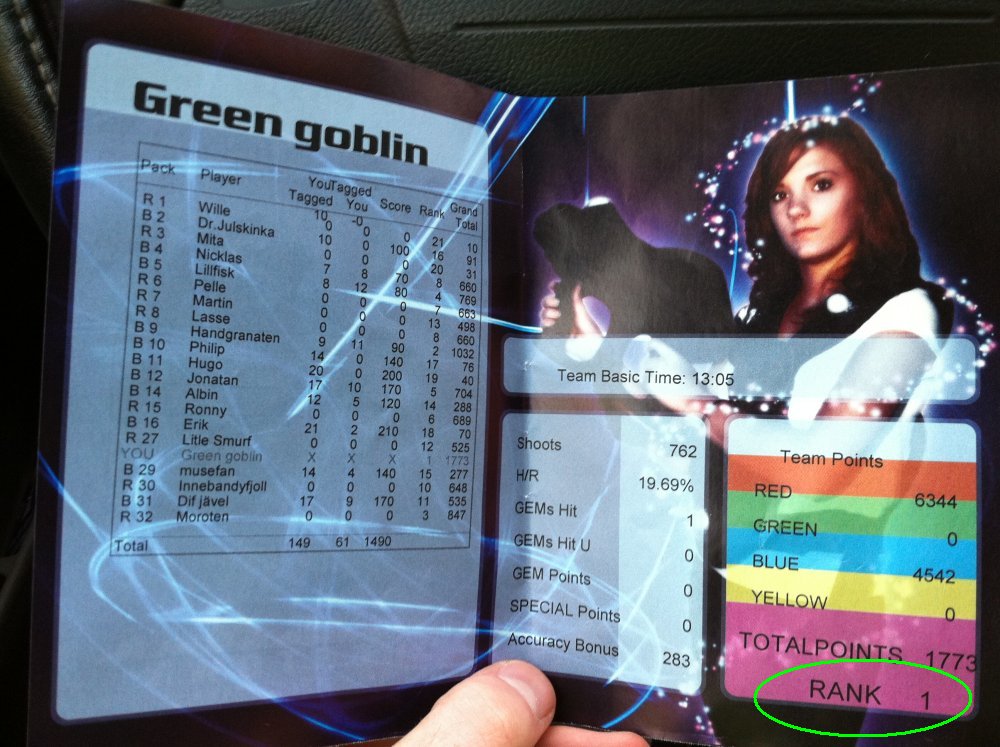 Green goblin
Pack Player YouTagged Tagged You Score Rank Grand Total
10 -0
R 1 Wille 0 0 0 21 10
B 2 Dr.Julskinka 10 0 100 16 91
R 3 Mita 0 0 0 20 31
B 4 Nicklas 7 8 70 8 660
B 5 Lillfisk 8 12 80 4 769
R 6 Pelle 0 0 0 7 663
R 7 Martin 0 0 0 13 498
R 8 Lasse 0 0 0 8 660
B 9 Handgranaten 9 11 90 2 1032
B 10 Philip 14 0 140 17 76
B 11 Hugo 20 0 200 19 40
B 12 Jonatan 17 10 170 5 704
B 14 Albin 12 5 120 14 288
R 15 Ronny 0 0 0 6 689
B 16 Erik 21 2 210 18 70
R 27 Litle Smurf 0 0 0 12 525
YOU Green goblin X X X 1 1773
B 29 musefan 14 4 140 15 277
R 30 Innebandyfjoll 0 0 0 10 648
B 31 Dif jävel 17 9 170 11 535
R 32 Moroten 0 0 0 3 847
Total 149 61 1490
Team Basic Time: 13:05
Shoots 762
H/R 19.69%
GEMs Hit 1
GEMs Hit U 0
GEM Points 0
SPECIAL Points 0
Accuracy Bonus 283
Team Points
RED 6344
GREEN 0
BLUE 4542
YELLOW 0
TOTALPOINTS 1773
RANK 1